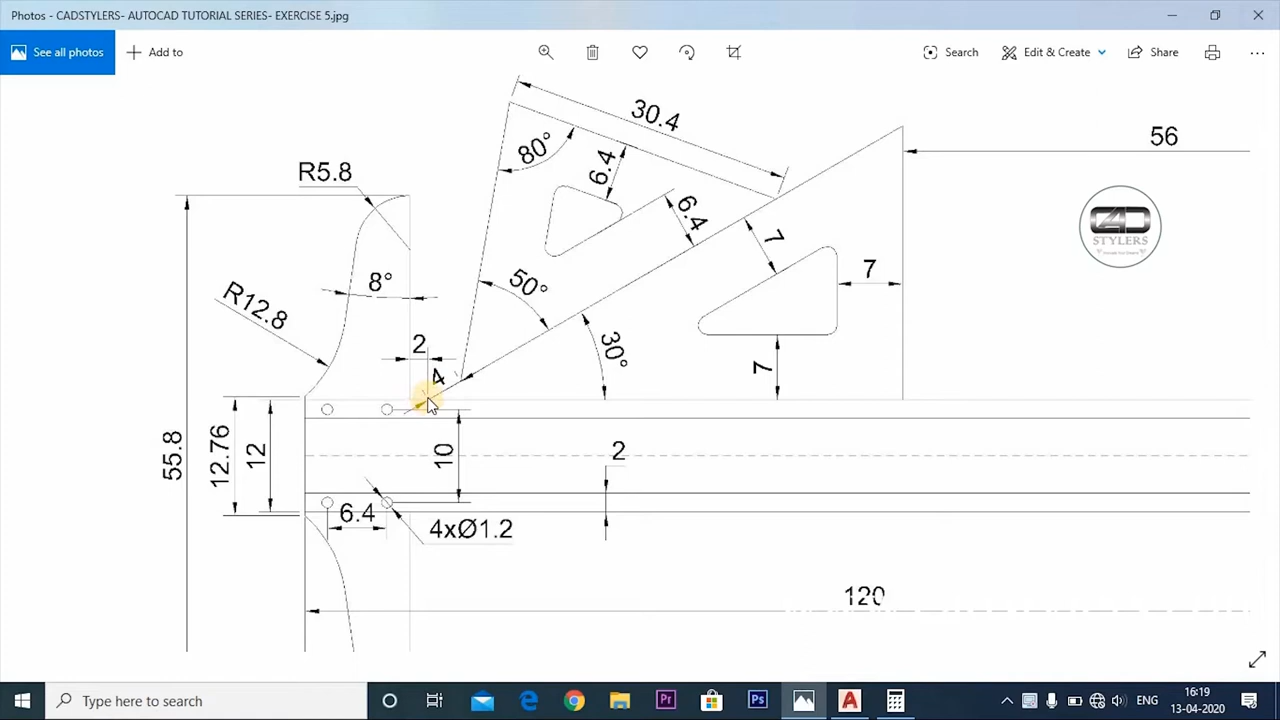 Photos - CADSTYLERS- AUTOCAD TUTORIAL SERIES- EXERCISE 5.jpg
See all photos
Add to
Search
Edit & Create
Share
30.4
56
80°
6.4
R5.8
6.4
7
CAD
STYLERS
8°
50°
7
R12.8
2
30°
4
7
55.8
12.76
12
10
2
6.4
4xØ1.2
120
Type here to search
Pr
Ps
ENG
16:19
13-04-2020